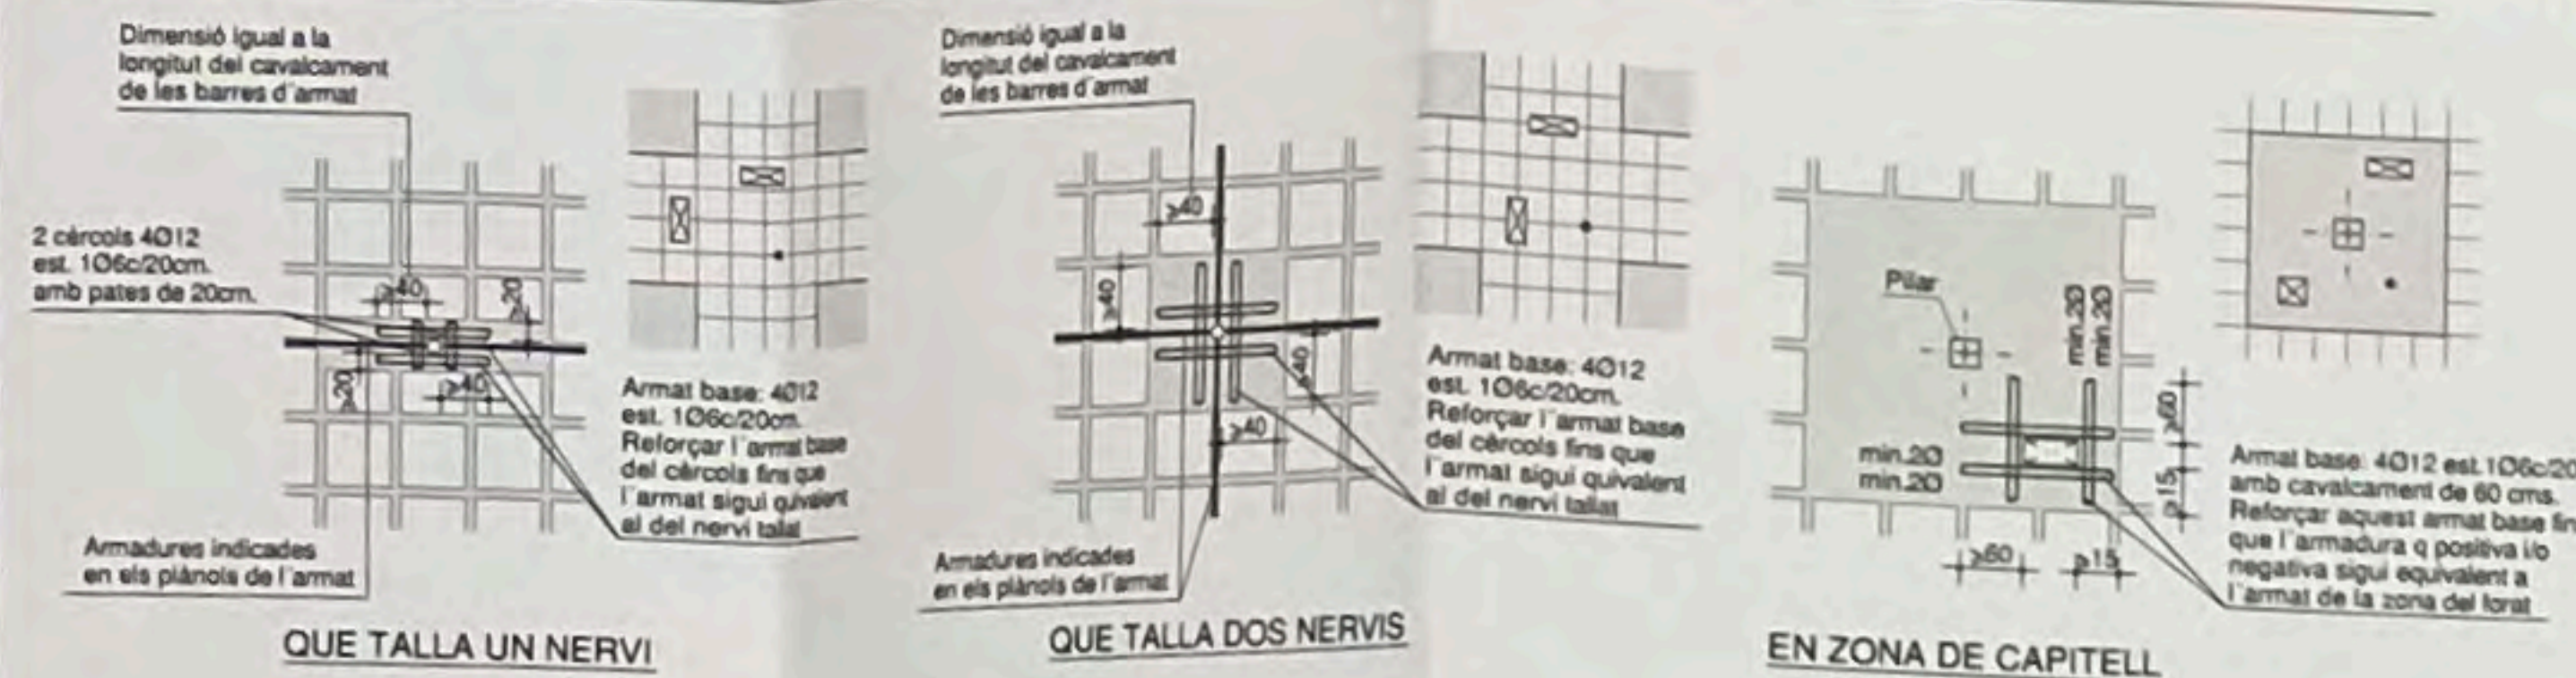 Dimensió igual a la
longitut del cavalcament
de les barres d´armat
2 cèrcols 4Ø12
est. 1Ø6c/20cm.
amb pates de 20cm.
≥40
≥20
≥20
≥40
Armadures indicades
en els plànols de l´armat
Armat base: 4Ø12
est. 1Ø6c/20cm.
Reforçar l´armat base
del cèrcols fins que
l´armat sigui quivalent
al del nervi tallat
QUE TALLA UN NERVI
Dimensió igual a la
longitut del cavalcament
de les barres d´armat
≥40
≥40
≥40
≥40
Armadures indicades
en els plànols de l´armat
Armat base: 4Ø12
est. 1Ø6c/20cm.
Reforçar l´armat base
del cèrcols fins que
l´armat sigui quivalent
al del nervi tallat
QUE TALLA DOS NERVIS
Pilar
min.20
min.20
min.20
min.20
≥60
≥15
≥60
≥15
Armat base: 4Ø12 est.1Ø6c/20
amb cavalcament de 60 cms.
Reforçar aquest armat base fin
que l´armadura q positiva i/o
negativa sigui equivalent a
l´armat de la zona del forat
EN ZONA DE CAPITELL